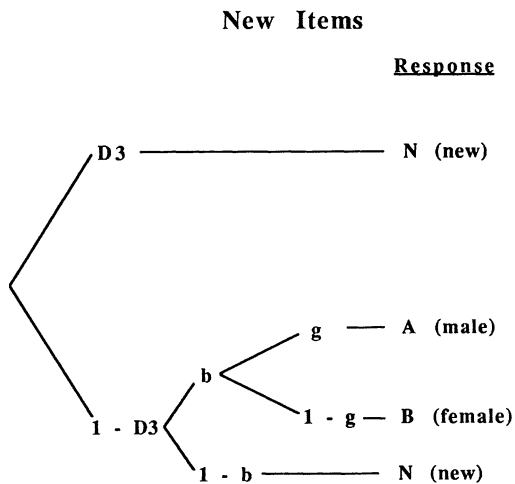 New Items
Response
D3 N (new)
g A (male)
b
1 - g B (female)
1 - D3
1 - b N (new)